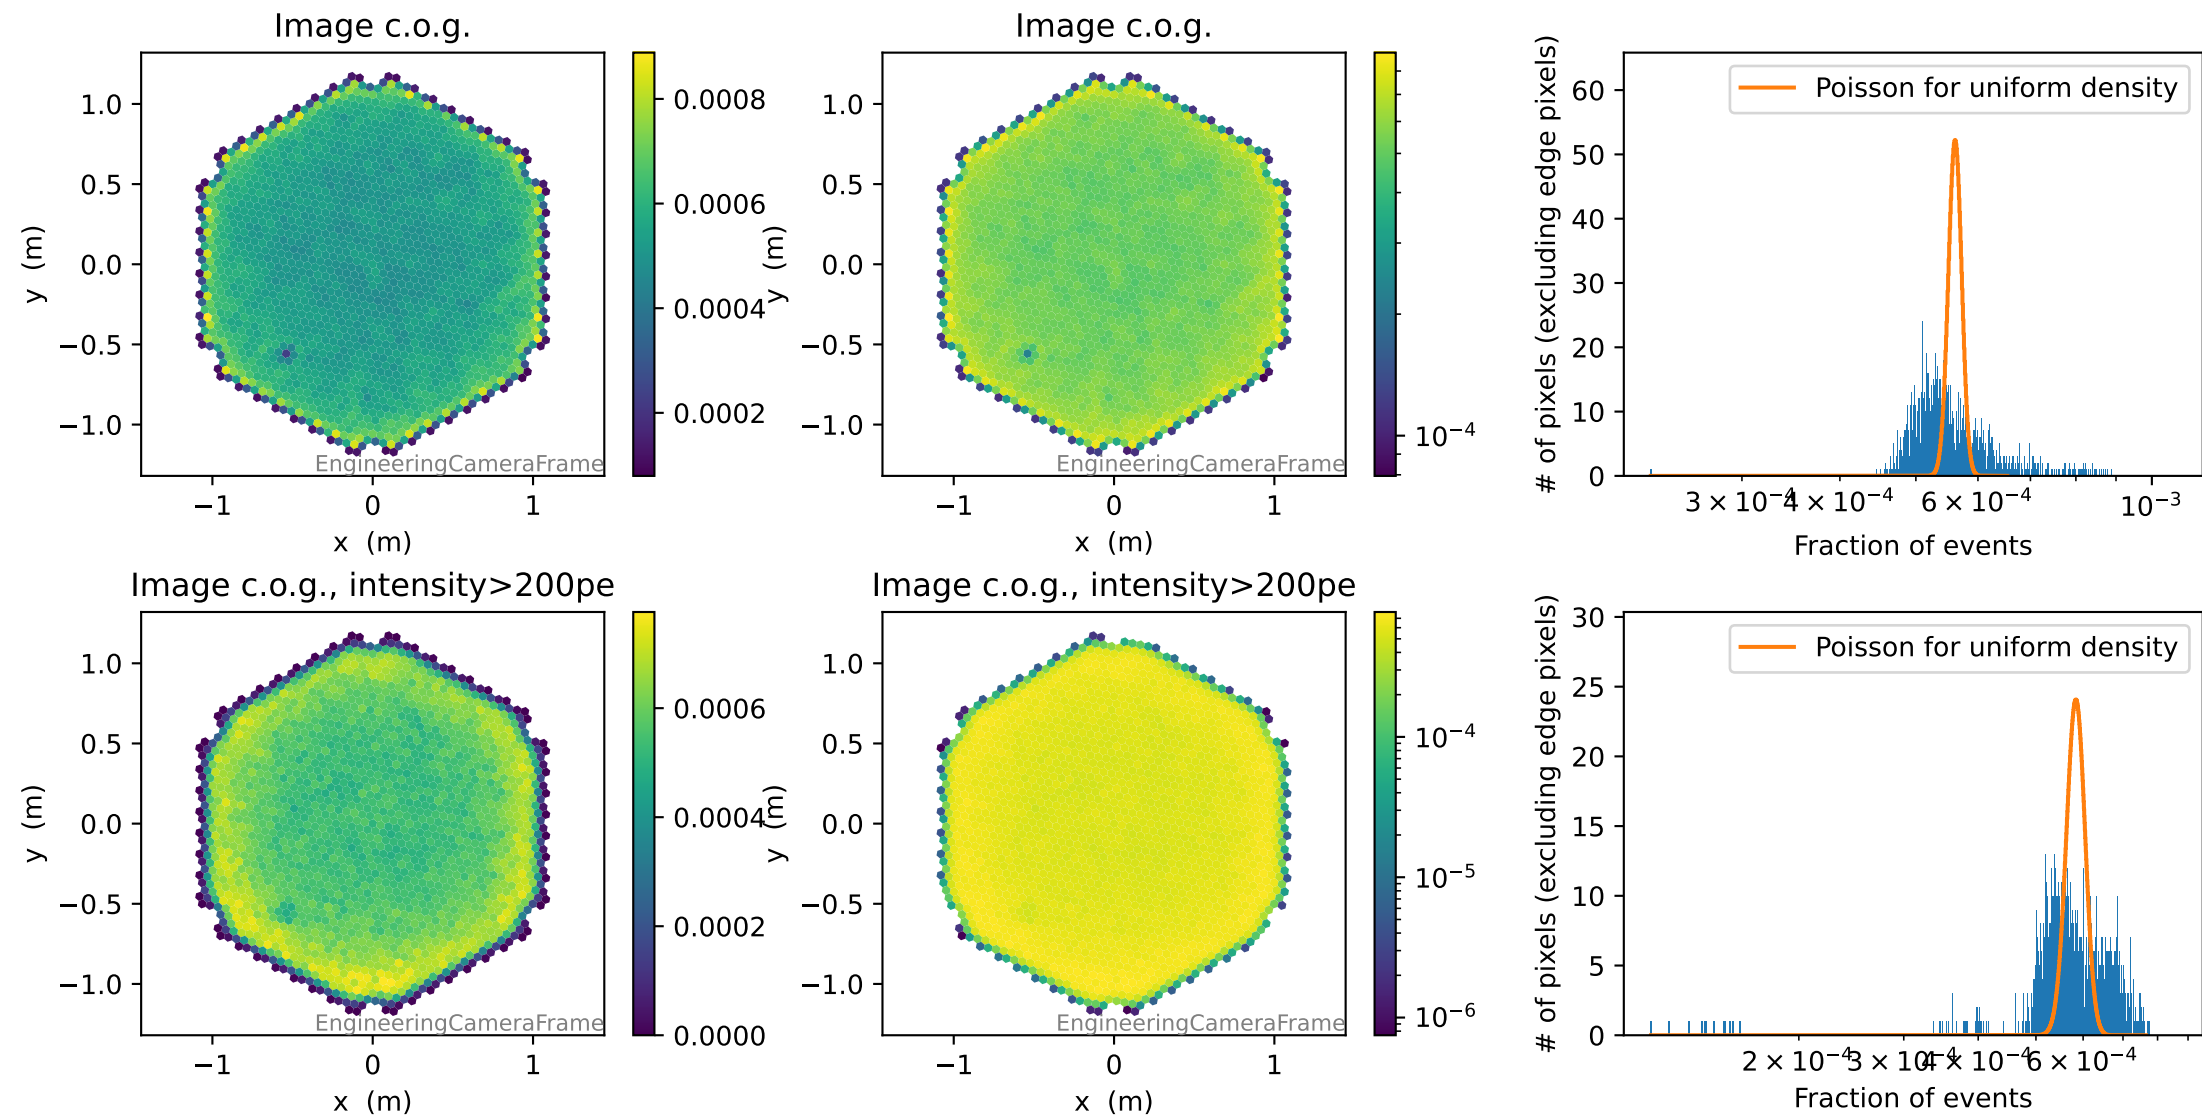 Image c.o.g.
1.0
0.5
0.0
−0.5
−1.0
y (m)
−1
0
1
x (m)
EngineeringCameraFrame
0.0008
0.0006
0.0004
0.0002
Image c.o.g.
1.0
0.5
0.0
−0.5
−1.0
y (m)
−1
0
1
x (m)
EngineeringCameraFrame
10⁻⁴
Poisson for uniform density
# of pixels (excluding edge pixels)
60
50
40
30
20
10
0
3 × 10⁻⁴
4 × 10⁻⁴
6 × 10⁻⁴
10⁻³
Fraction of events
Image c.o.g., intensity>200pe
1.0
0.5
0.0
−0.5
−1.0
y (m)
−1
0
1
x (m)
EngineeringCameraFrame
0.0006
0.0004
0.0002
0.0000
Image c.o.g., intensity>200pe
1.0
0.5
0.0
−0.5
−1.0
y (m)
−1
0
1
x (m)
EngineeringCameraFrame
10⁻⁴
10⁻⁵
10⁻⁶
Poisson for uniform density
# of pixels (excluding edge pixels)
30
25
20
15
10
5
0
2 × 10⁻⁴
3 × 10⁻⁴
4 × 10⁻⁴
6 × 10⁻⁴
Fraction of events